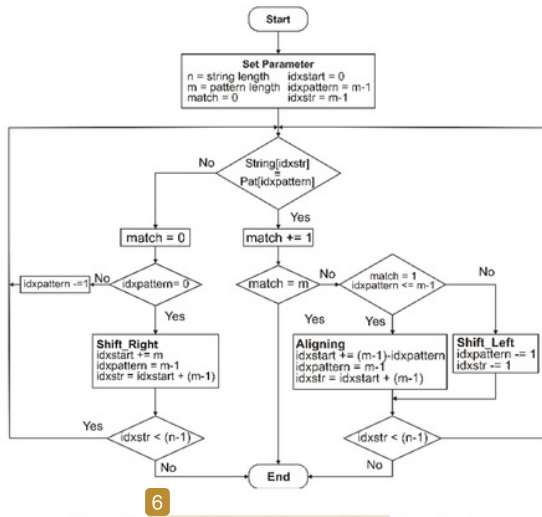 Start
Set Parameter
n = string length idxstart = 0
m = pattern length idxpattern = m-1
match = 0 idxstr = m-1
No
String[idxstr]
=
Pat[idxpattern]
Yes
match = 0
match += 1
idxpattern -=1
No
idxpattern= 0
match = m
No
match = 1
idxpattern <= m-1
No
Yes
Yes
Yes
Shift_Right
idxstart += m
idxpattern = m-1
idxstr = idxstart + (m-1)
Aligning
idxstart += (m-1)-idxpattern
idxpattern = m-1
idxstr = idxstart + (m-1)
Shift_Left
idxpattern -= 1
idxstr -= 1
Yes
idxstr < (n-1)
idxstr < (n-1)
Yes
No
End
No
6